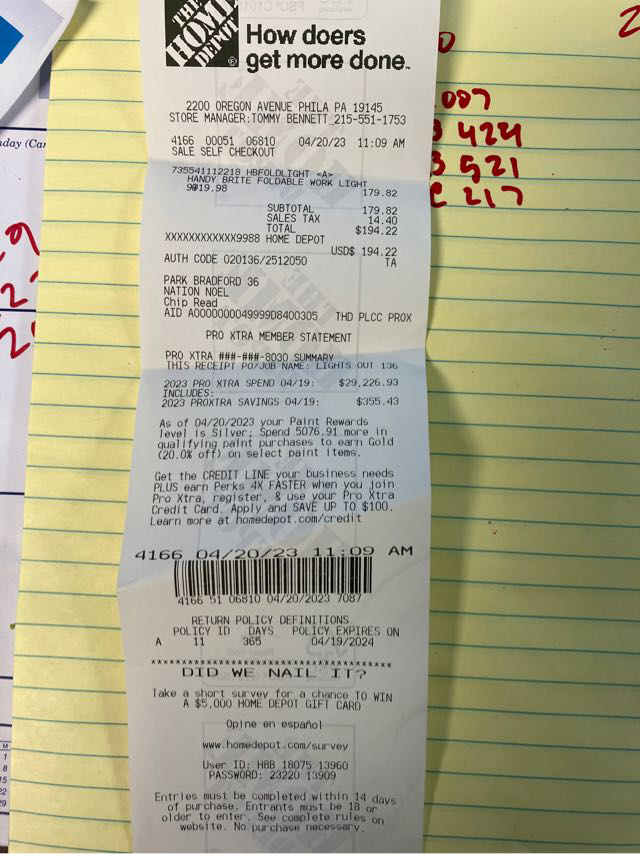 THE
HOME
DEPOT
How doers
get more done.
2200 OREGON AVENUE PHILA PA 19145
STORE MANAGER:TOMMY BENNETT 215-551-1753
4166 00051 06810 04/20/23 11:09 AM
SALE SELF CHECKOUT
735541112218 HBFOLDLIGHT <A>
HANDY BRITE FOLDABLE WORK LIGHT
9@19.98 179.82
SUBTOTAL 179.82
SALES TAX 14.40
TOTAL $194.22
XXXXXXXXXXXX9988 HOME DEPOT
USD$ 194.22
AUTH CODE 020136/2512050 TA
PARK BRADFORD 36
NATION NOEL
Chip Read
AID A0000000049999D8400305 THD PLCC PROX
PRO XTRA MEMBER STATEMENT
PRO XTRA ###-###-8030 SUMMARY
THIS RECEIPT PO/JOB NAME: LIGHTS OUT 136
2023 PRO XTRA SPEND 04/19: $29,226.93
INCLUDES:
2023 PROXTRA SAVINGS 04/19: $355.43
As of 04/20/2023 your Paint Rewards
level is Silver; Spend 5076.91 more in
qualifying paint purchases to earn Gold
(20.0% off) on select paint items.
Get the CREDIT LINE your business needs
PLUS earn Perks 4X FASTER when you join
Pro Xtra, register, & use your Pro Xtra
Credit Card. Apply and SAVE UP TO $100.
Learn more at homedepot.com/credit
4166 04/20/23 11:09 AM
4166 51 06810 04/20/2023 7087
RETURN POLICY DEFINITIONS
POLICY ID DAYS POLICY EXPIRES ON
A 11 365 04/19/2024
DID WE NAIL IT?
Take a short survey for a chance TO WIN
A $5,000 HOME DEPOT GIFT CARD
Opine en español
www.homedepot.com/survey
User ID: H8B 18075 13960
PASSWORD: 23220 13909
Entries must be completed within 14 days
of purchase. Entrants must be 18 or
older to enter. See complete rules on
website. No purchase necessary.
087
424
521
217